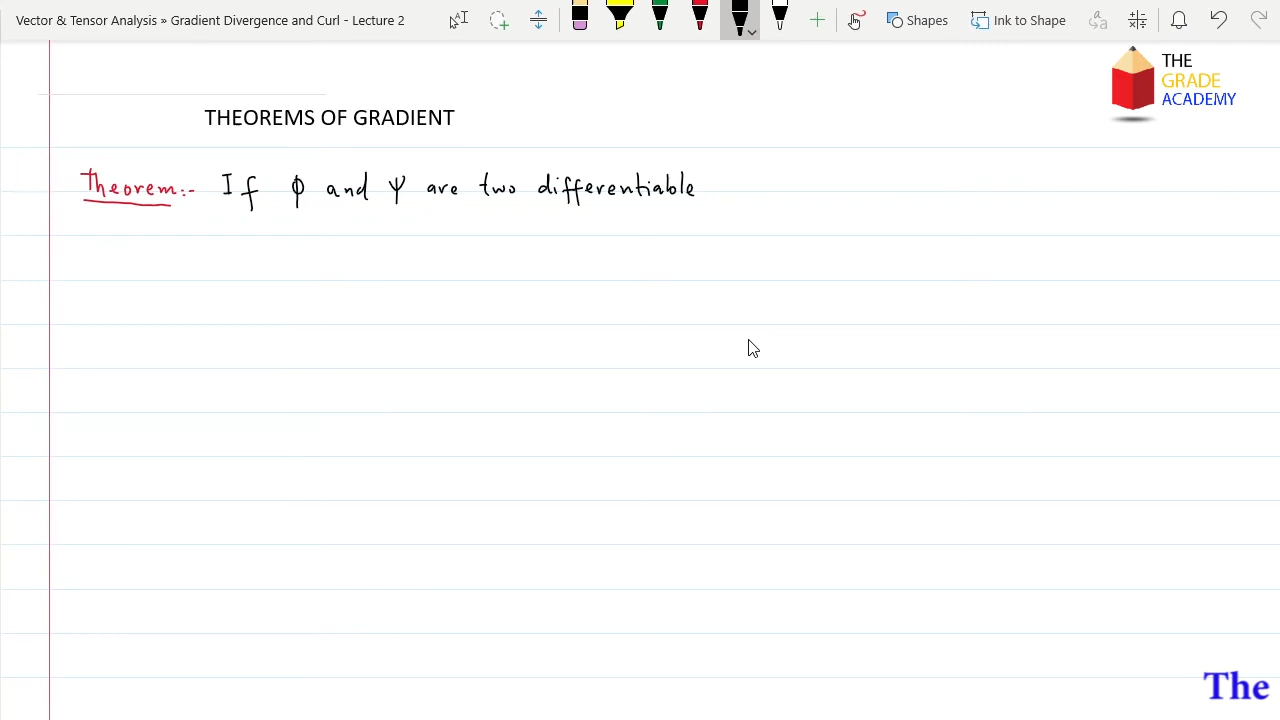 Vector & Tensor Analysis » Gradient Divergence and Curl - Lecture 2
Shapes
Ink to Shape
THE
GRADE
ACADEMY
THEOREMS OF GRADIENT
Theorem:- If ϕ and ψ are two differentiable
The